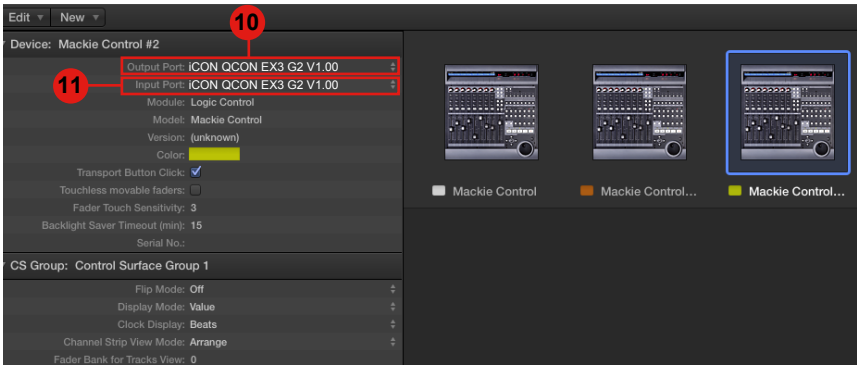 Edit New
10
Device: Mackie Control #2
Output Port: iCON QCON EX3 G2 V1.00
11
Input Port: iCON QCON EX3 G2 V1.00
Module: Logic Control
Model: Mackie Control
Version: (unknown)
Color:
Transport Button Click:
Touchless movable faders:
Fader Touch Sensitivity: 3
Backlight Saver Timeout (min): 15
Serial No.:
CS Group: Control Surface Group 1
Flip Mode: Off
Display Mode: Value
Clock Display: Beats
Channel Strip View Mode: Arrange
Fader Bank for Tracks View: 0
Mackie Control
Mackie Control...
Mackie Control...